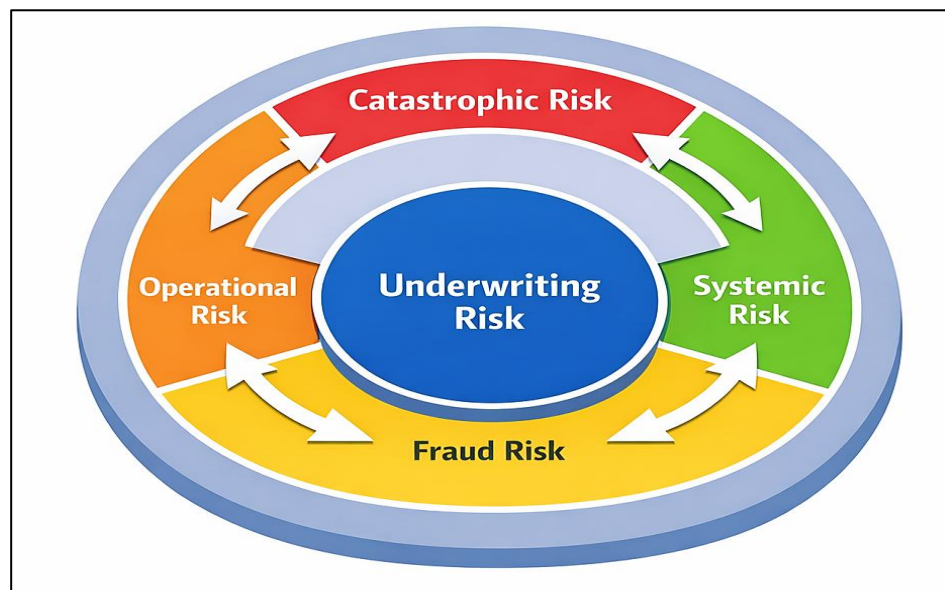 Catastrophic Risk
Operational
Risk
Underwriting
Risk
Systemic
Risk
Fraud Risk